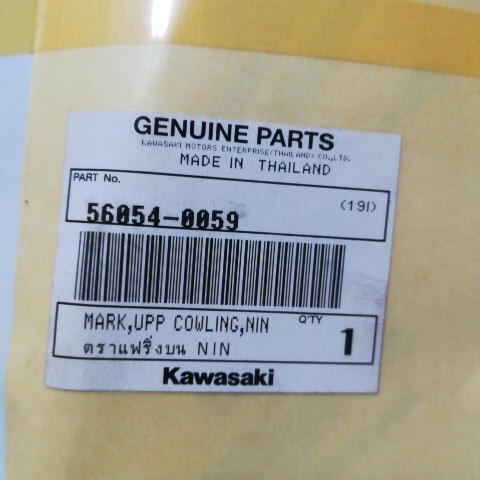 GENUINE PARTS
KAWASAKI MOTORS ENTERPRISE(THAILAND) CO.,LTD.
MADE IN THAILAND
PART No.
(19I)
56054-0059
MARK,UPP COWLING,NIN
Q'TY
1
ตราแฟริ่งบน NIN
Kawasaki